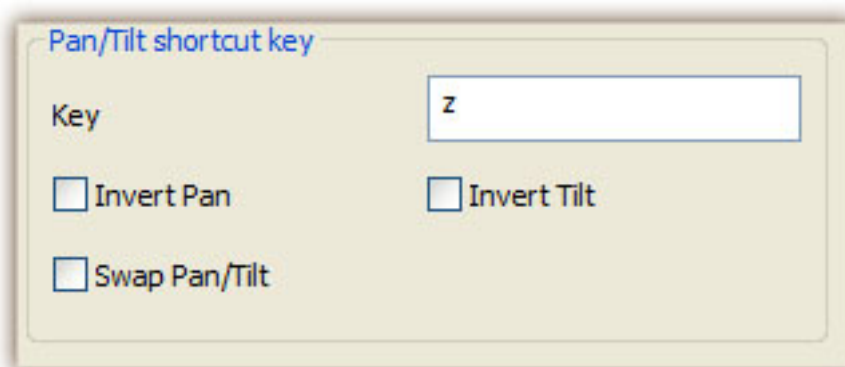 Pan/Tilt shortcut key
Key z
Invert Pan Invert Tilt
Swap Pan/Tilt